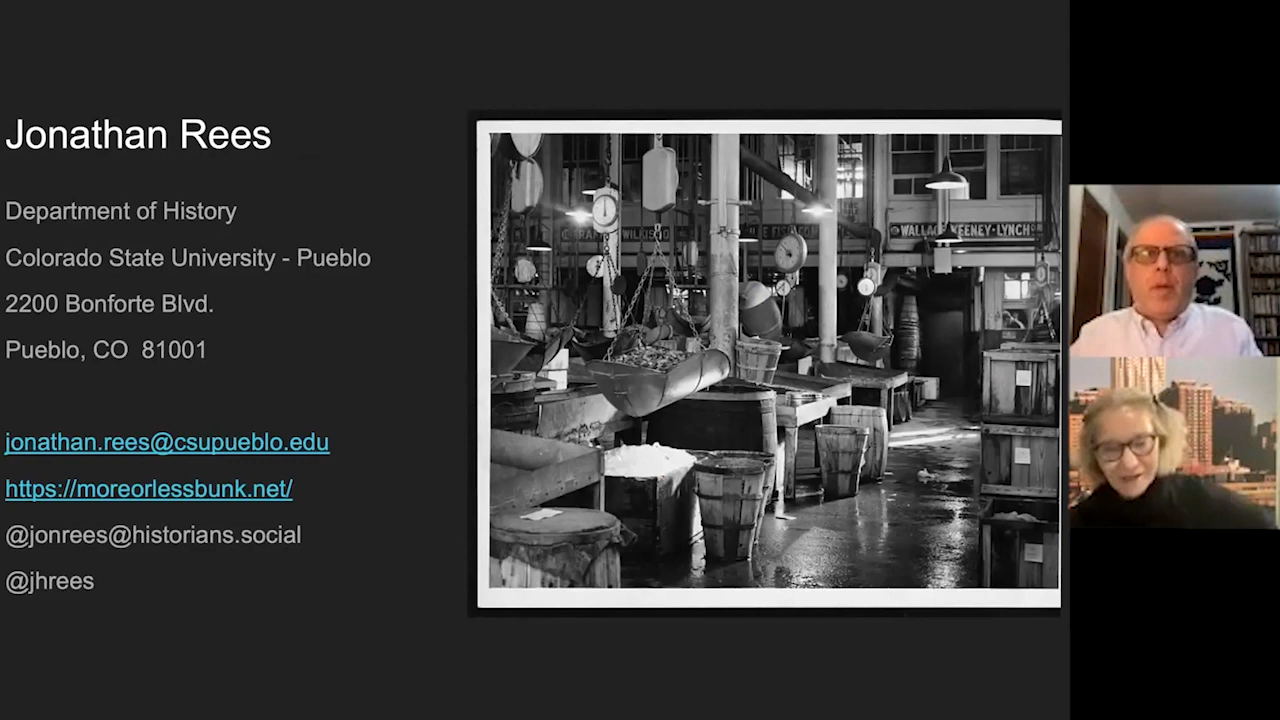 Jonathan Rees
Department of History
Colorado State University - Pueblo
2200 Bonforte Blvd.
Pueblo, CO  81001
jonathan.rees@csupueblo.edu
https://moreorlessbunk.net/
@jonrees@historians.social
@jhrees
WALLACE KEENEY-LYNCH